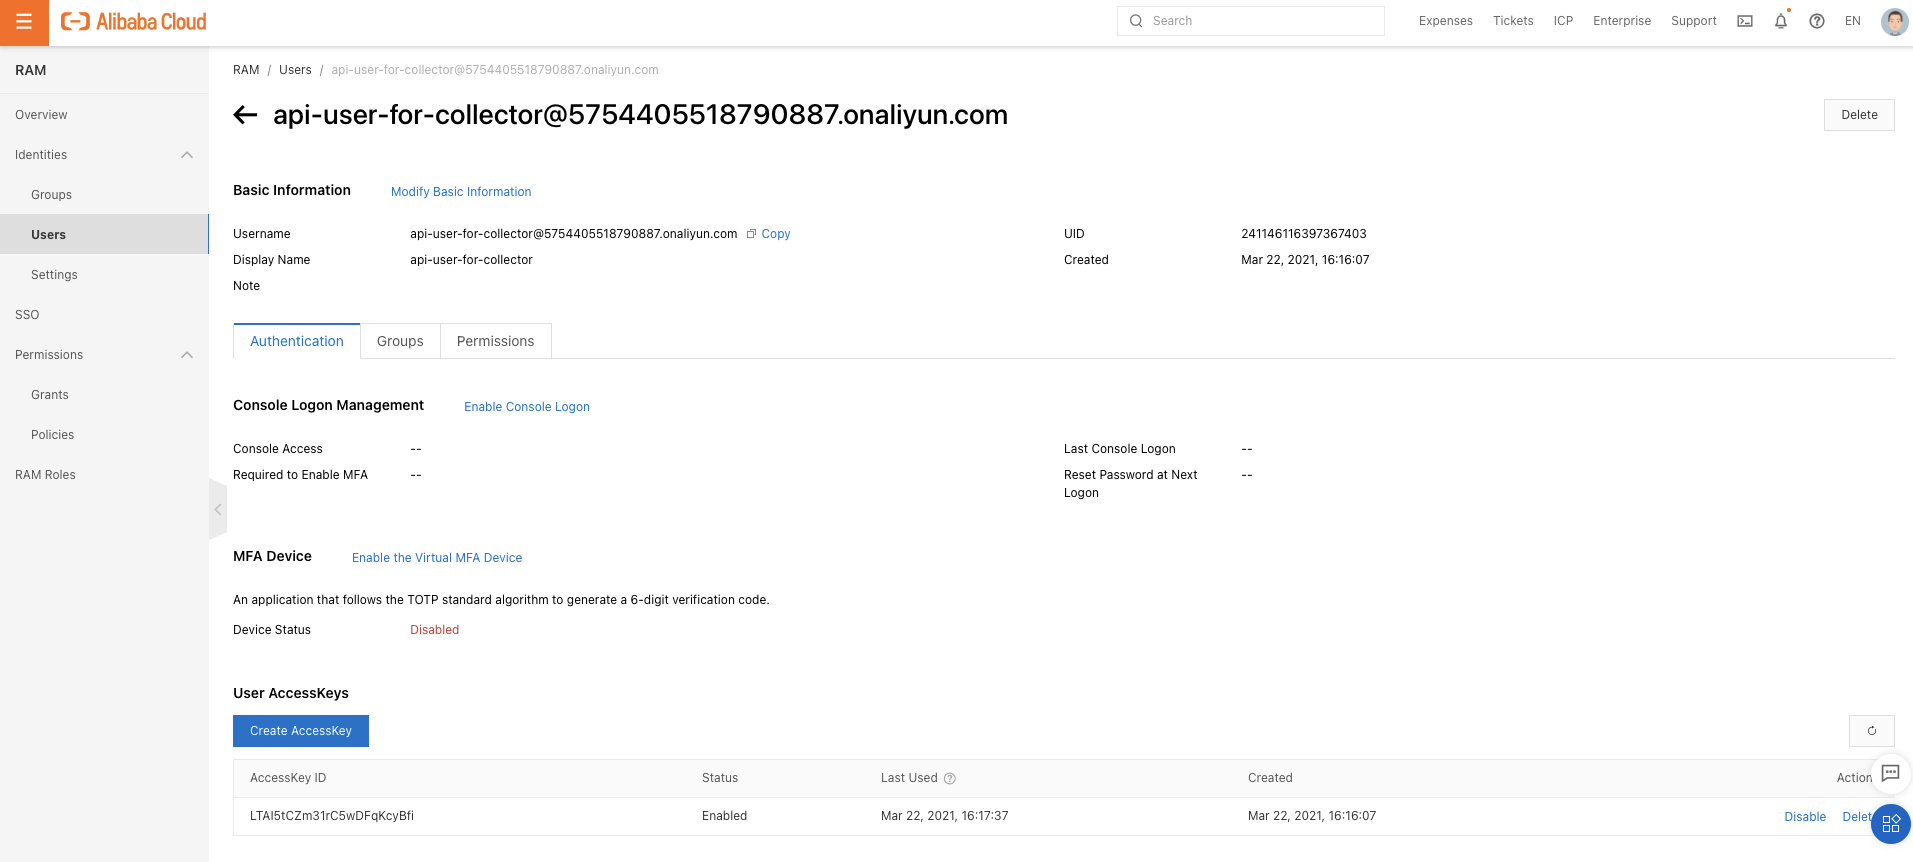 Alibaba Cloud
Search
Expenses Tickets ICP Enterprise Support EN
RAM
Overview
Identities
Groups
Users
Settings
SSO
Permissions
Grants
Policies
RAM Roles
RAM / Users / api-user-for-collector@5754405518790887.onaliyun.com
api-user-for-collector@5754405518790887.onaliyun.com
Delete
Basic Information Modify Basic Information
Username api-user-for-collector@5754405518790887.onaliyun.com Copy UID 241146116397367403
Display Name api-user-for-collector Created Mar 22, 2021, 16:16:07
Note
Authentication Groups Permissions
Console Logon Management Enable Console Logon
Console Access -- Last Console Logon --
Required to Enable MFA -- Reset Password at Next Logon --
MFA Device Enable the Virtual MFA Device
An application that follows the TOTP standard algorithm to generate a 6-digit verification code.
Device Status Disabled
User AccessKeys
Create AccessKey
AccessKey ID Status Last Used Created Action
LTAI5tCZm31rC5wDFqKcyBfi Enabled Mar 22, 2021, 16:17:37 Mar 22, 2021, 16:16:07 Disable Delet